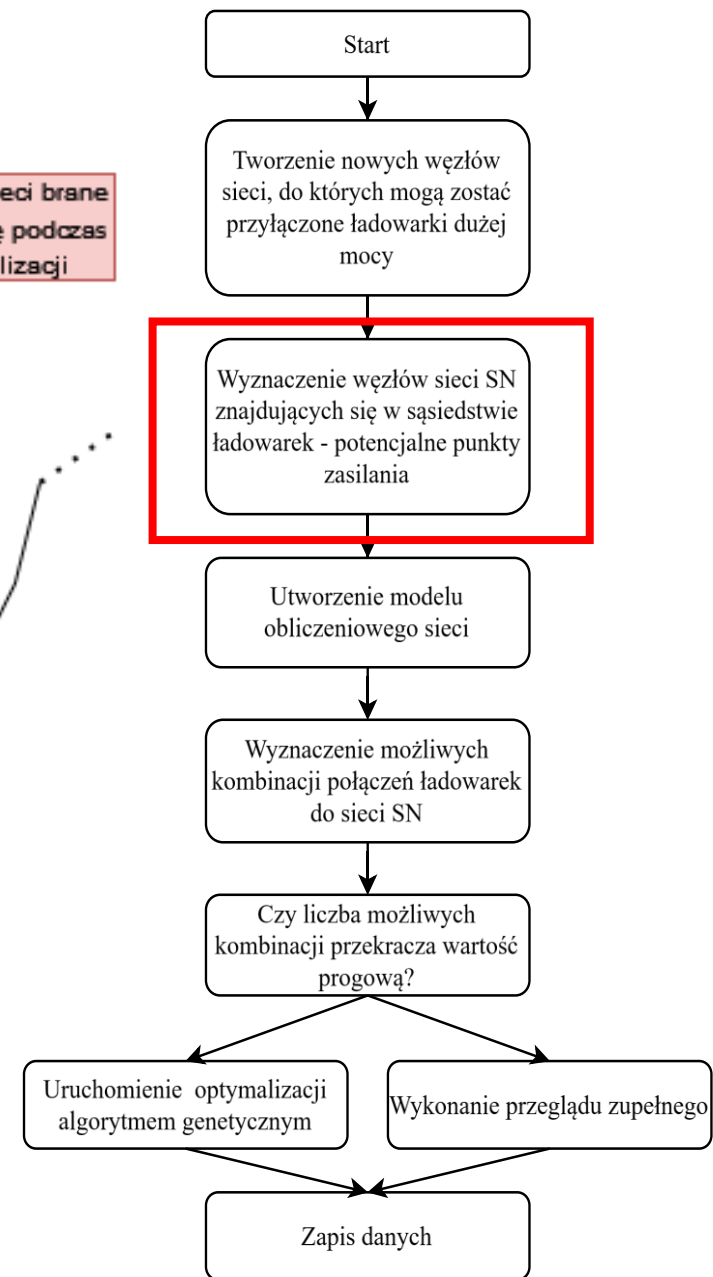 Start
Tworzenie nowych węzłów
sieci, do których mogą zostać
przyłączone ładowarki dużej
mocy
brane
podczas
Wyznaczenie węzłów sieci SN
znajdujących się w sąsiedstwie
ładowarek - potencjalne punkty
zasilania
Utworzenie modelu
obliczeniowego sieci
Wyznaczenie możliwych
kombinacji połączeń ładowarek
do sieci SN
Czy liczba możliwych
kombinacji przekracza wartość
progową?
Uruchomienie optymalizacji
algorytmem genetycznym
Wykonanie przeglądu zupełnego
Zapis danych